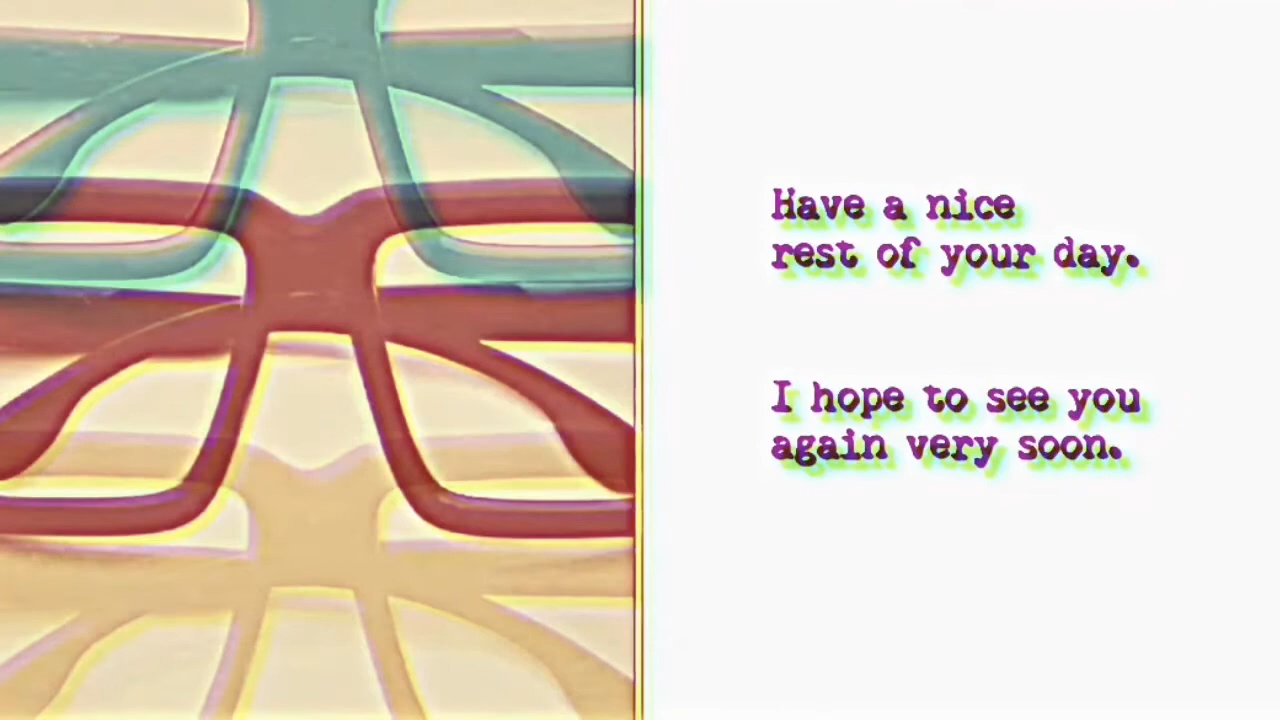 Have a nice
rest of your day.
I hope to see you
again very soon.